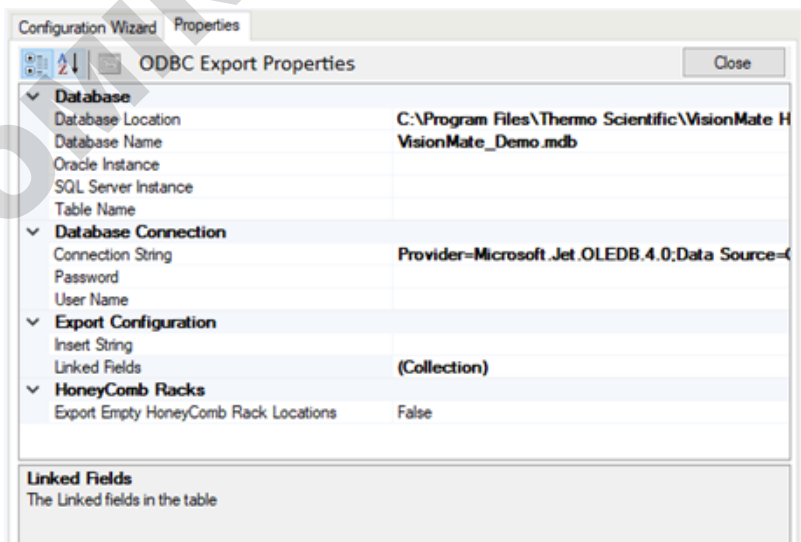 Configuration Wizard Properties
ODBC Export Properties Close
Database
Database Location C:\Program Files\Thermo Scientific\VisionMate H
Database Name VisionMate_Demo.mdb
Oracle Instance
SQL Server Instance
Table Name
Database Connection
Connection String Provider=Microsoft.Jet.OLEDB.4.0;Data Source=
Password
User Name
Export Configuration
Insert String
Linked Fields (Collection)
HoneyComb Racks
Export Empty HoneyComb Rack Locations False
Linked Fields
The Linked fields in the table